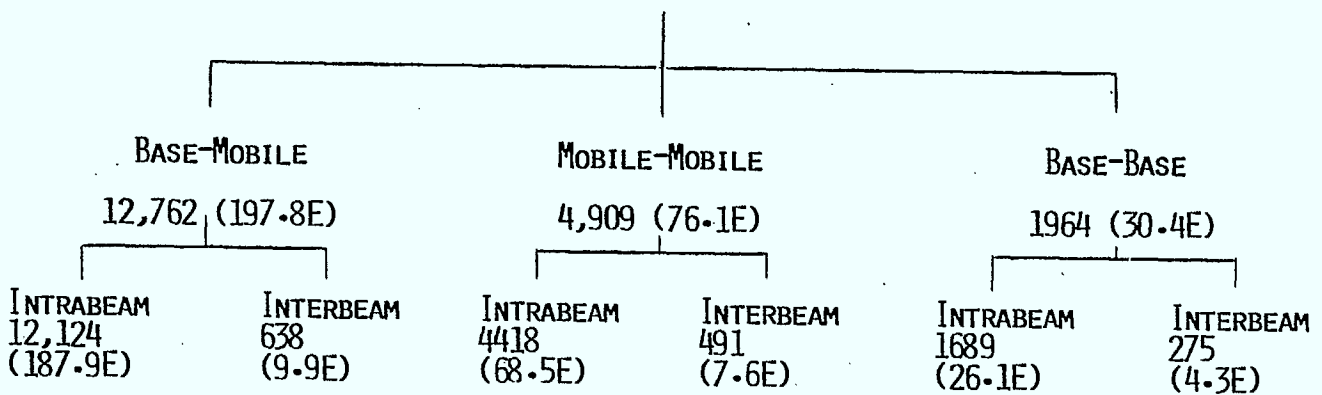 BASE-MOBILE
12,762 (197.8E)
INTRABEAM
12,124
(187.9E)
INTERBEAM
638
(9.9E)
MOBILE-MOBILE
4,909 (76.1E)
INTRABEAM
4418
(68.5E)
INTERBEAM
491
(7.6E)
BASE-BASE
1964 (30.4E)
INTRABEAM
1689
(26.1E)
INTERBEAM
275
(4.3E)